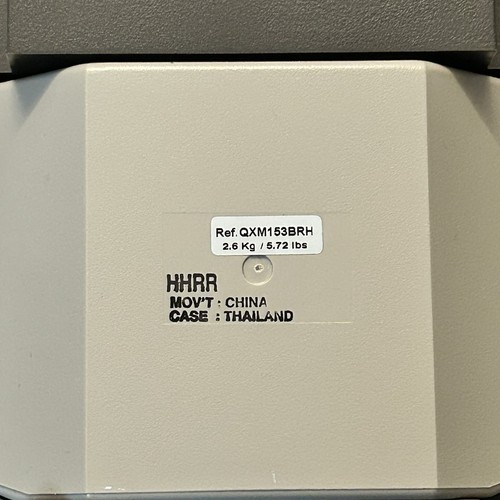 Ref. QXM153BRH
2.6 Kg / 5.72 lbs
HHRR
MOV'T : CHINA
CASE : THAILAND